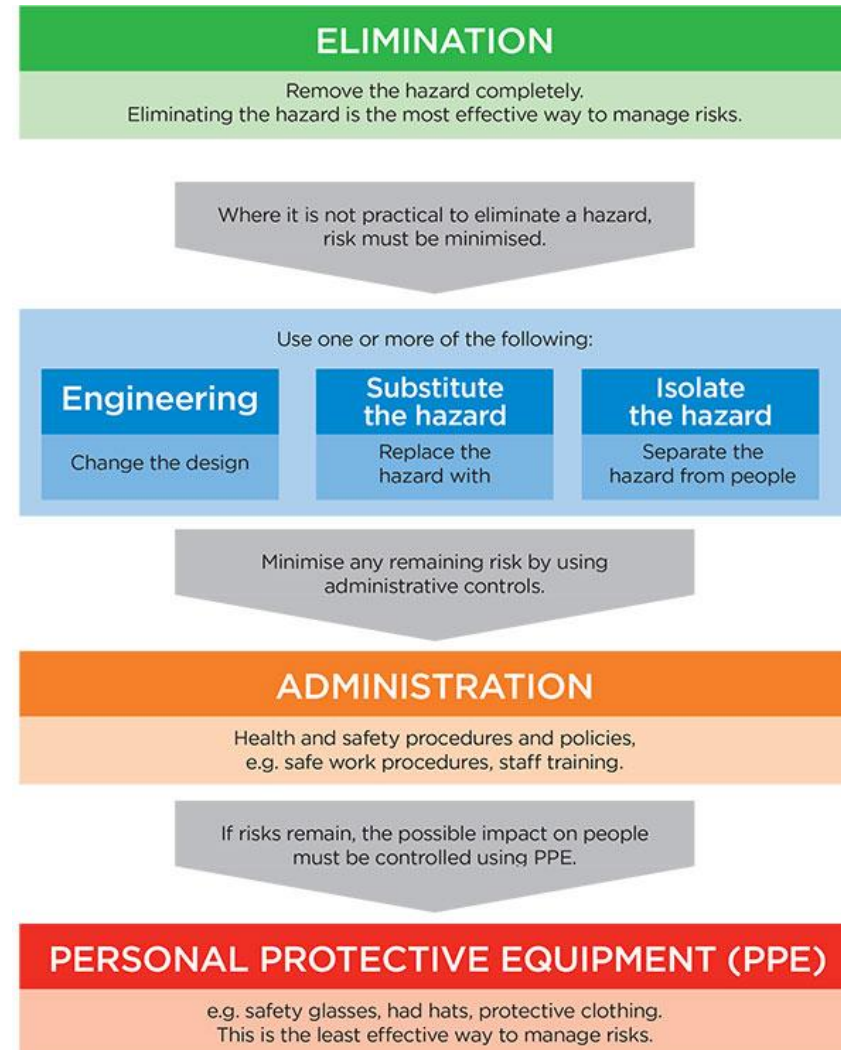 ELIMINATION
Remove the hazard completely.
Eliminating the hazard is the most effective way to manage risks.
Where it is not practical to eliminate a hazard,
risk must be minimised.
Use one or more of the following:
Engineering
Change the design
Substitute
the hazard
Replace the
hazard with
Isolate
the hazard
Separate the
hazard from people
Minimise any remaining risk by using
administrative controls.
ADMINISTRATION
Health and safety procedures and policies,
e.g. safe work procedures, staff training.
If risks remain, the possible impact on people
must be controlled using PPE.
PERSONAL PROTECTIVE EQUIPMENT (PPE)
e.g. safety glasses, had hats, protective clothing.
This is the least effective way to manage risks.